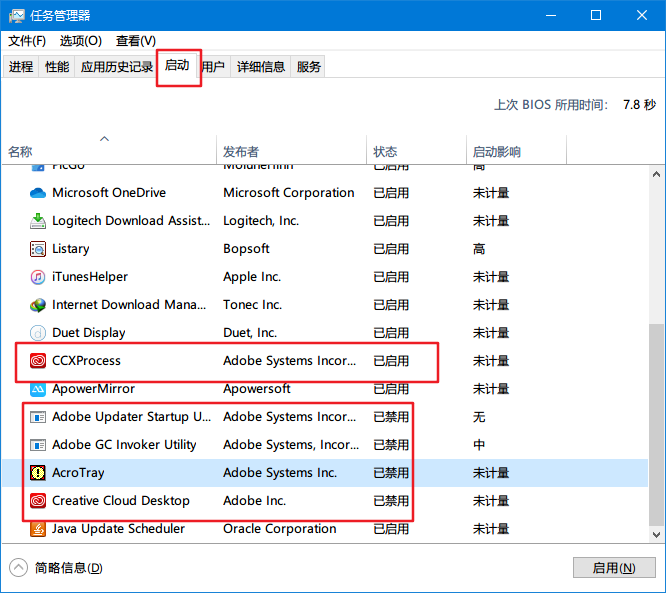 任务管理器
文件(F) 选项(O) 查看(V)
进程 性能 应用历史记录 启动 用户 详细信息 服务
上次 BIOS 所用时间: 7.8 秒
名称 发布者 状态 启动影响
PicGo Molunerfinn 已启用 高
Microsoft OneDrive Microsoft Corporation 已启用 未计量
Logitech Download Assist... Logitech, Inc. 已启用 未计量
Listary Bopsoft 已启用 高
iTunesHelper Apple Inc. 已启用 未计量
Internet Download Mana... Tonec Inc. 已启用 未计量
Duet Display Duet, Inc. 已启用 未计量
CCXProcess Adobe Systems Incor... 已启用 未计量
ApowerMirror Apowersoft 已启用 未计量
Adobe Updater Startup U... Adobe Systems Incor... 已禁用 无
Adobe GC Invoker Utility Adobe Systems, Incor... 已禁用 中
AcroTray Adobe Systems Inc. 已禁用 未计量
Creative Cloud Desktop Adobe Inc. 已禁用 未计量
Java Update Scheduler Oracle Corporation 已启用 未计量
简略信息(D) 启用(N)